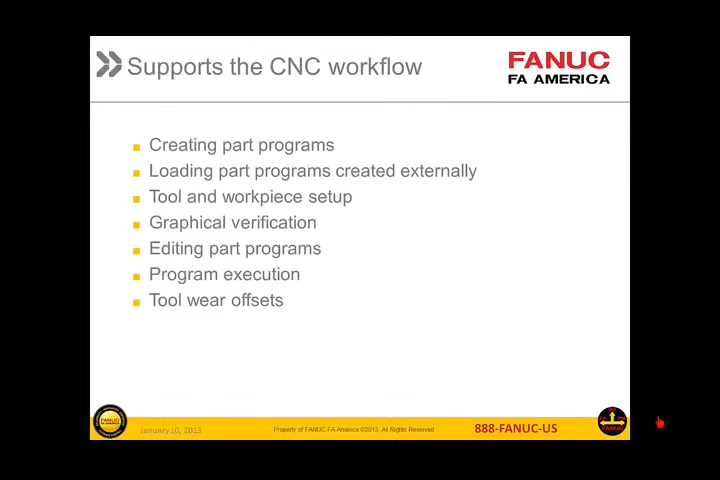 Supports the CNC workflow
FANUC
FA AMERICA
Creating part programs
Loading part programs created externally
Tool and workpiece setup
Graphical verification
Editing part programs
Program execution
Tool wear offsets
January 10, 2013
Property of FANUC FA America ©2013. All Rights Reserved
888-FANUC-US